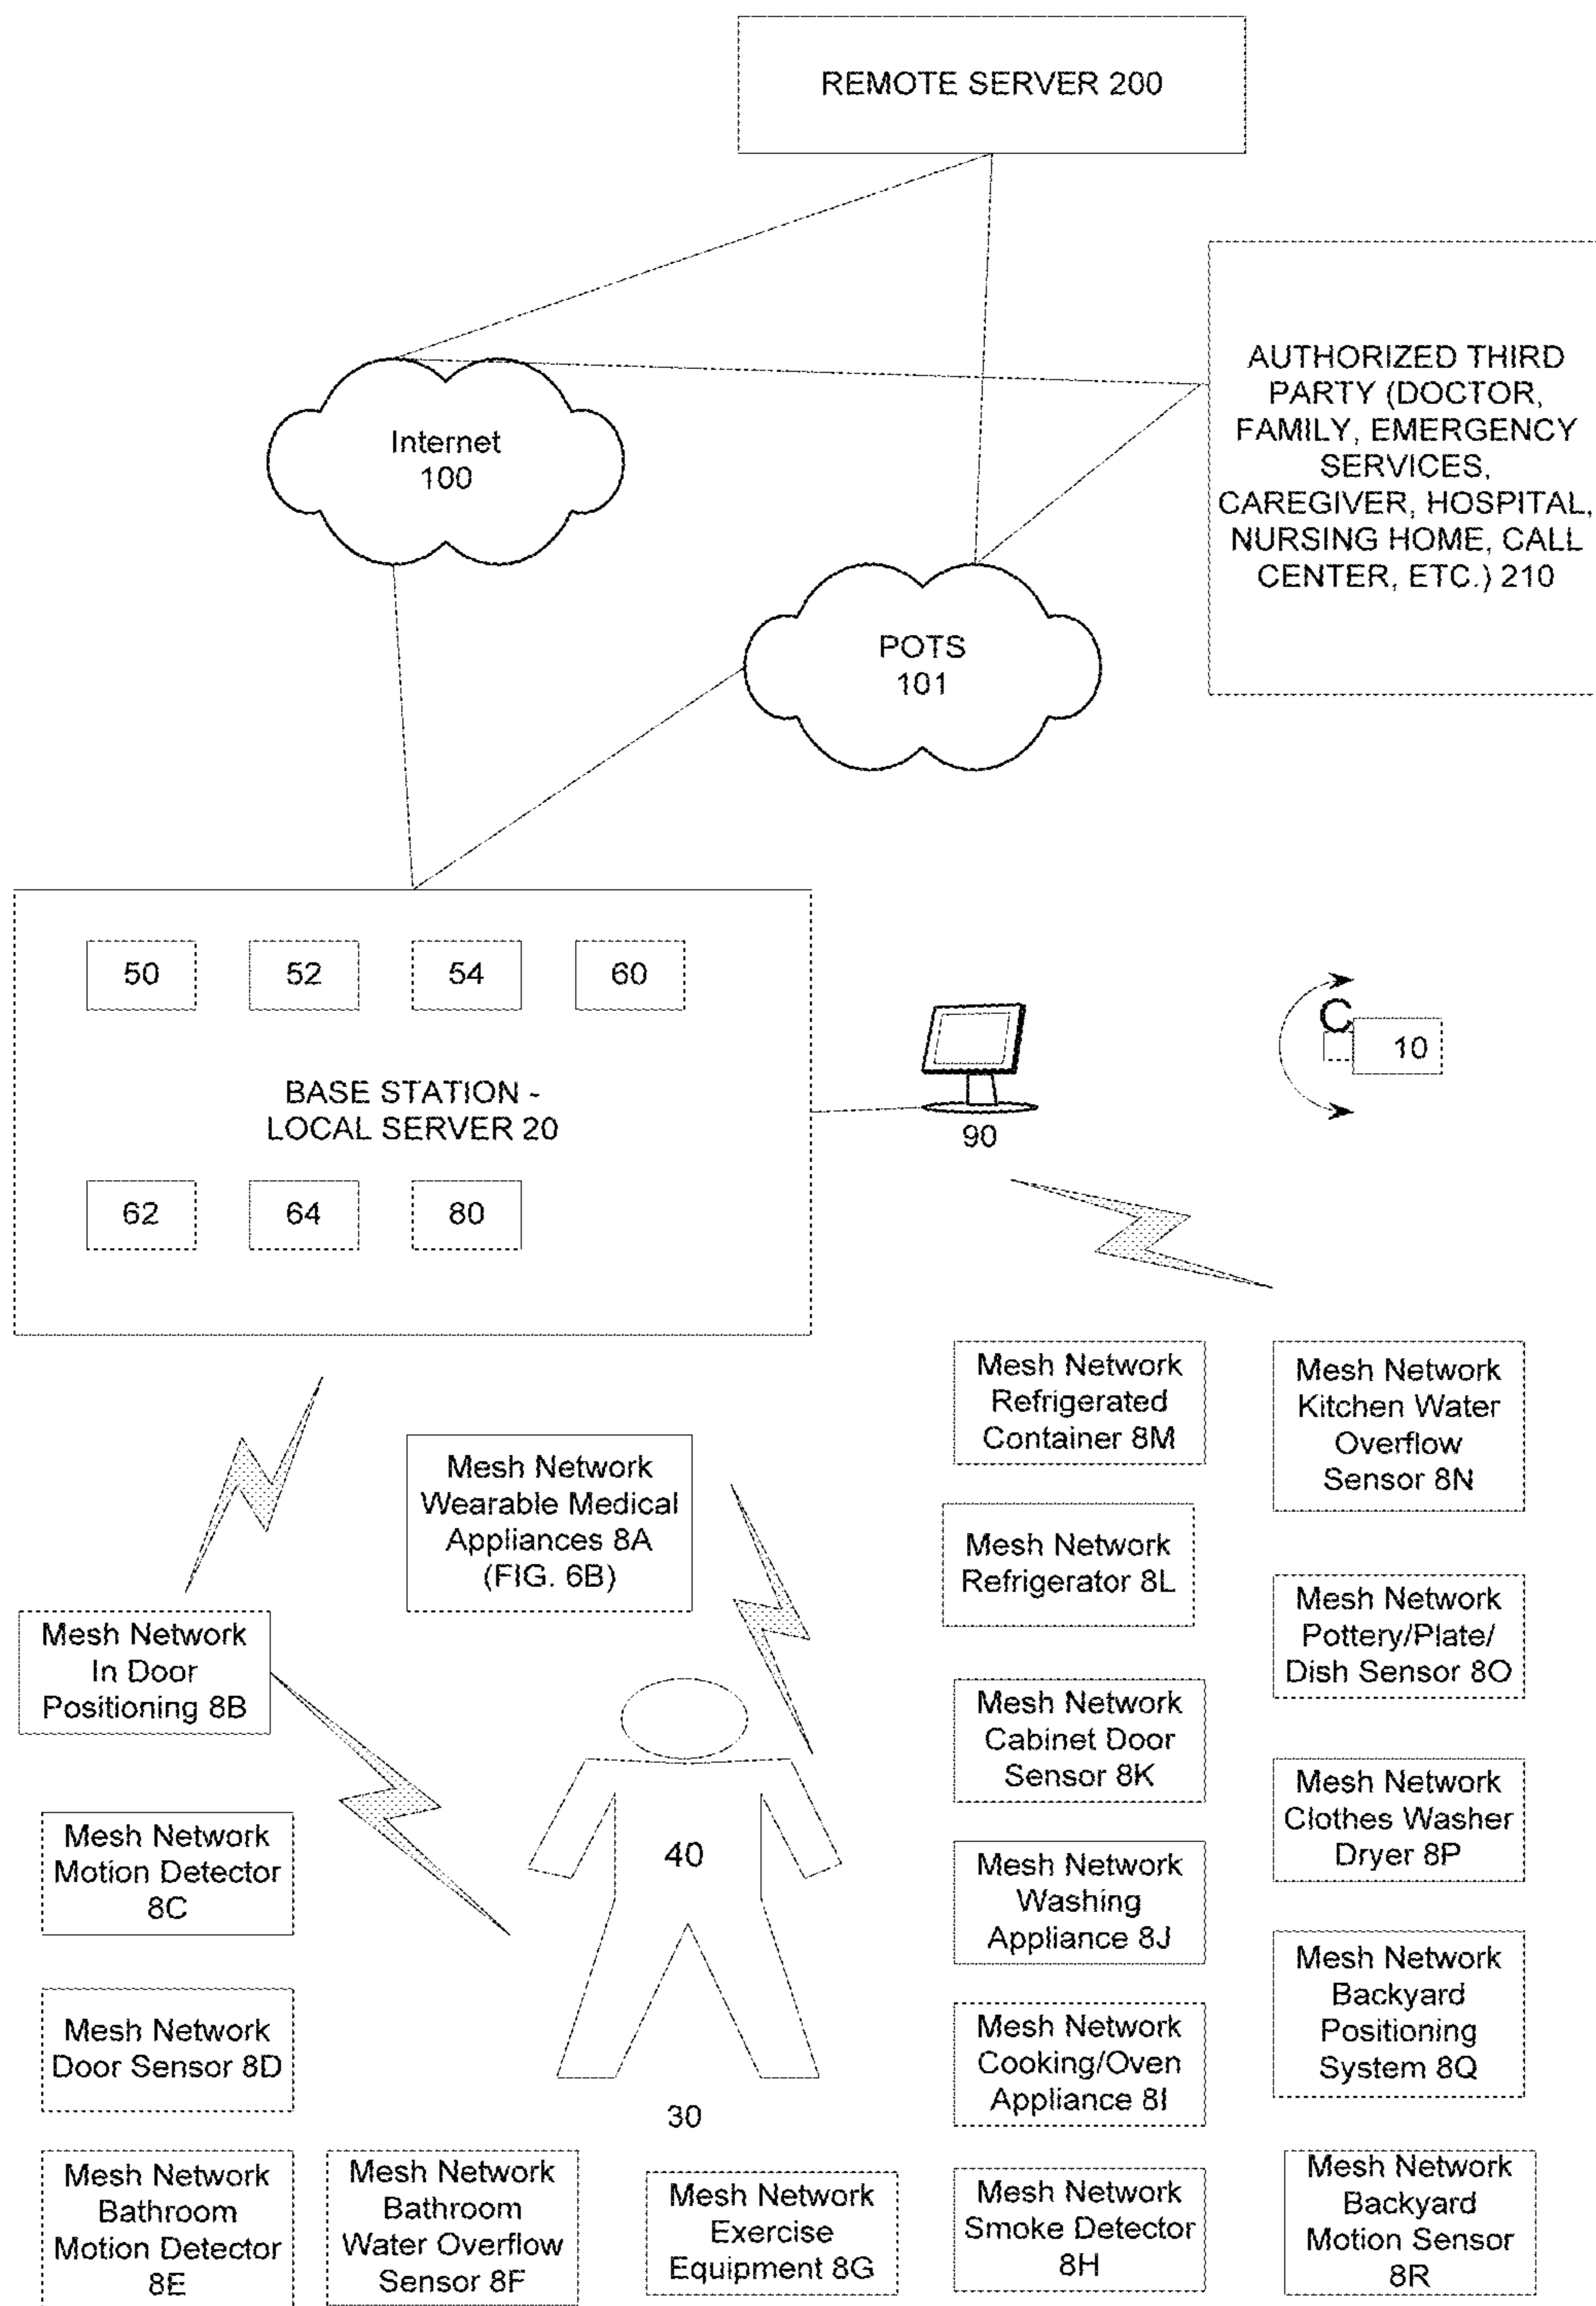 REMOTE SERVER 200
AUTHORIZED THIRD
PARTY (DOCTOR,
FAMILY, EMERGENCY
SERVICES,
CAREGIVER, HOSPITAL,
NURSING HOME, CALL
CENTER, ETC.) 210
Internet
100
POTS
101
50
52
54
60
BASE STATION -
LOCAL SERVER 20
62
64
80
90
C
10
Mesh Network
Wearable Medical
Appliances 8A
(FIG. 6B)
Mesh Network
In Door
Positioning 8B
Mesh Network
Motion Detector
8C
Mesh Network
Door Sensor 8D
Mesh Network
Bathroom
Motion Detector
8E
Mesh Network
Bathroom
Water Overflow
Sensor 8F
40
30
Mesh Network
Exercise
Equipment 8G
Mesh Network
Refrigerated
Container 8M
Mesh Network
Refrigerator 8L
Mesh Network
Cabinet Door
Sensor 8K
Mesh Network
Washing
Appliance 8J
Mesh Network
Cooking/Oven
Appliance 8I
Mesh Network
Smoke Detector
8H
Mesh Network
Kitchen Water
Overflow
Sensor 8N
Mesh Network
Pottery/Plate/
Dish Sensor 8O
Mesh Network
Clothes Washer
Dryer 8P
Mesh Network
Backyard
Positioning
System 8Q
Mesh Network
Backyard
Motion Sensor
8R